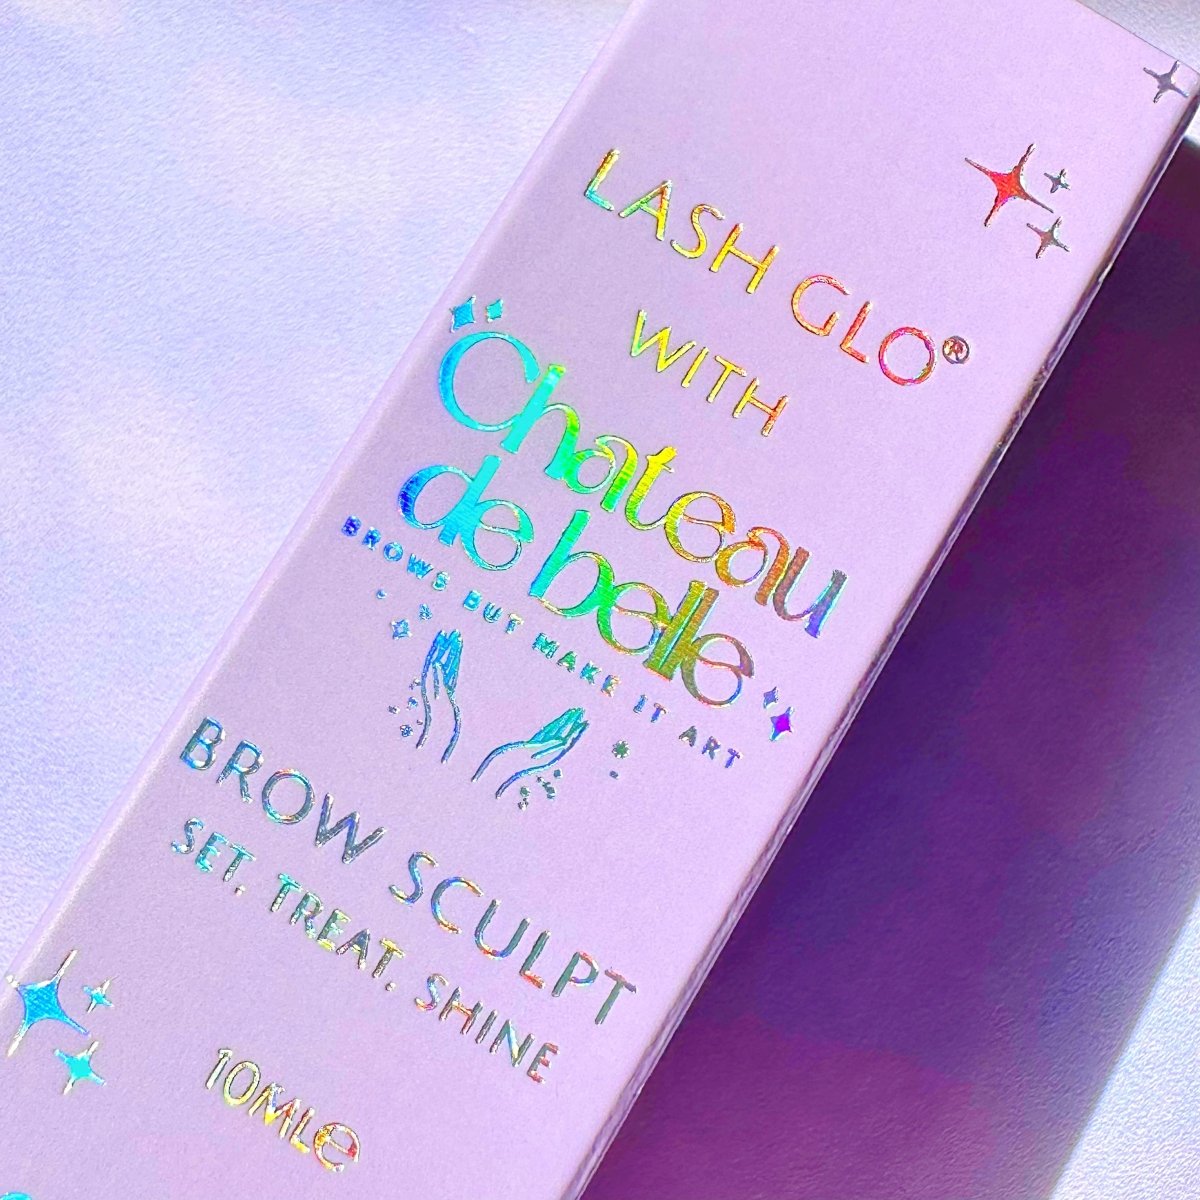 LASH GLO®
WITH
Chateau
de belle
BROWS BUT MAKE IT ART
BROW SCULPT
SET. TREAT. SHINE
10MLe